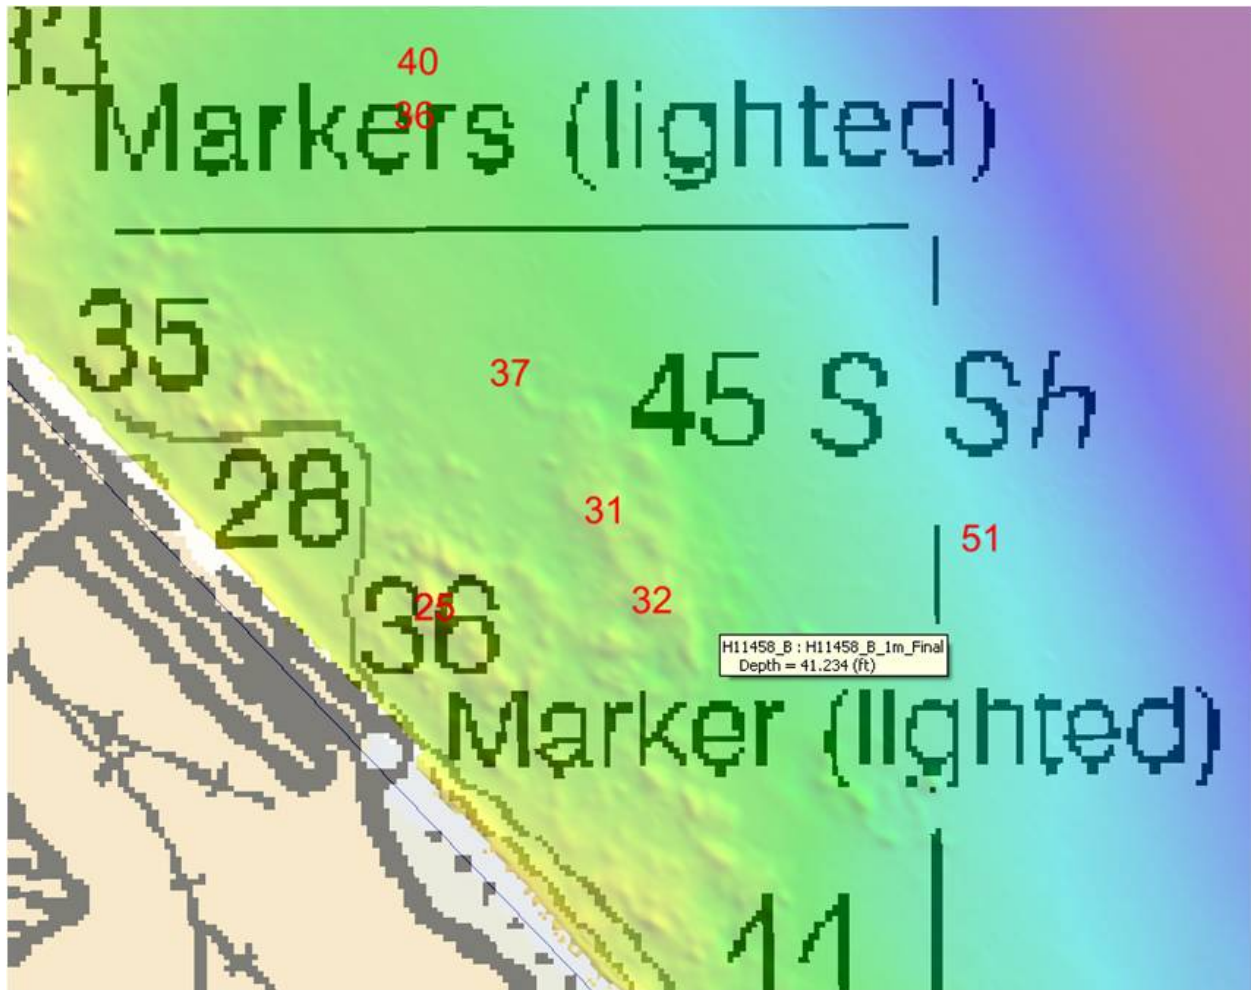 33
40
36
Markers (lighted)
35
37
45 S Sh
28
31
51
36
25
32
H11458_B : H11458_B_1m_Final
Depth = 41.234 (ft)
Marker (lighted)
11